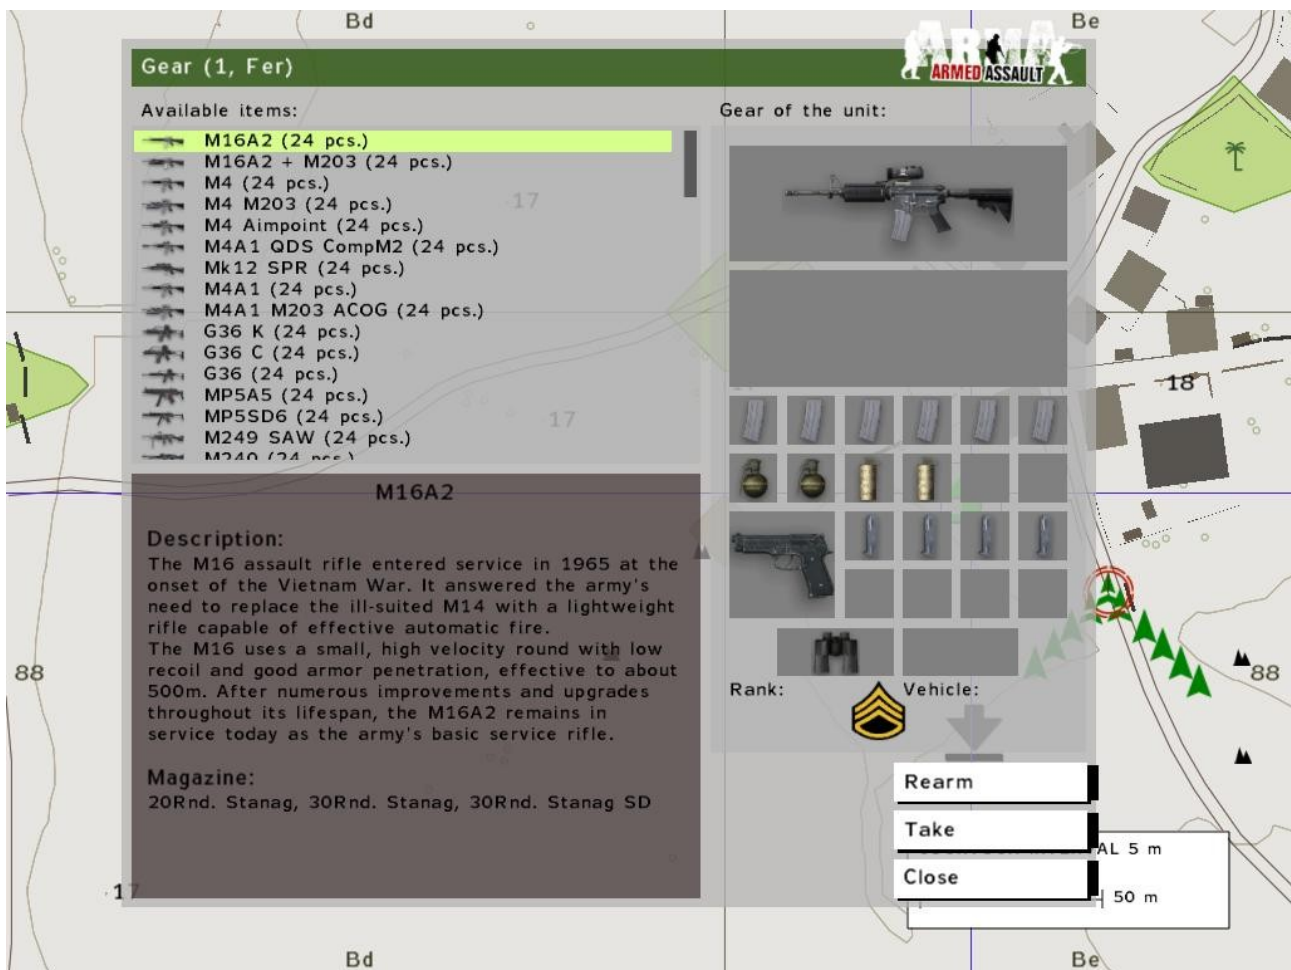 Bd
Be
ARMA
ARMED ASSAULT
Gear (1, Fer)
Available items:
Gear of the unit:
M16A2 (24 pcs.)
M16A2 + M203 (24 pcs.)
M4 (24 pcs.)
M4 M203 (24 pcs.)
M4 Aimpoint (24 pcs.)
M4A1 QDS CompM2 (24 pcs.)
Mk12 SPR (24 pcs.)
M4A1 (24 pcs.)
M4A1 M203 ACOG (24 pcs.)
G36 K (24 pcs.)
G36 C (24 pcs.)
G36 (24 pcs.)
MP5A5 (24 pcs.)
MP5SD6 (24 pcs.)
M249 SAW (24 pcs.)
M240 (24 pcs.)
17
17
18
M16A2
Description:
The M16 assault rifle entered service in 1965 at the
onset of the Vietnam War. It answered the army's
need to replace the ill-suited M14 with a lightweight
rifle capable of effective automatic fire.
The M16 uses a small, high velocity round with low
recoil and good armor penetration, effective to about
500m. After numerous improvements and upgrades
throughout its lifespan, the M16A2 remains in
service today as the army's basic service rifle.
Magazine:
20Rnd. Stanag, 30Rnd. Stanag, 30Rnd. Stanag SD
88
88
Rank:
Vehicle:
Rearm
Take
Close
AL 5 m
50 m
17
Bd
Be